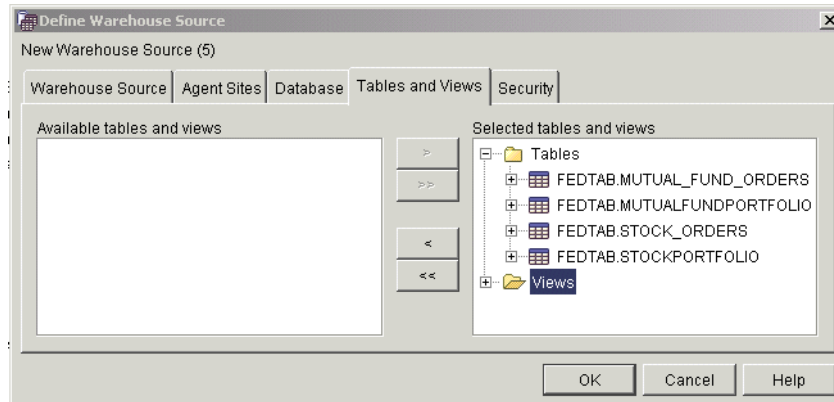 Define Warehouse Source
New Warehouse Source (5)
Warehouse Source
Agent Sites
Database
Tables and Views
Security
Available tables and views
Selected tables and views
>
>>
<
<<
Tables
FEDTAB.MUTUAL_FUND_ORDERS
FEDTAB.MUTUALFUNDPORTFOLIO
FEDTAB.STOCK_ORDERS
FEDTAB.STOCKPORTFOLIO
Views
OK
Cancel
Help